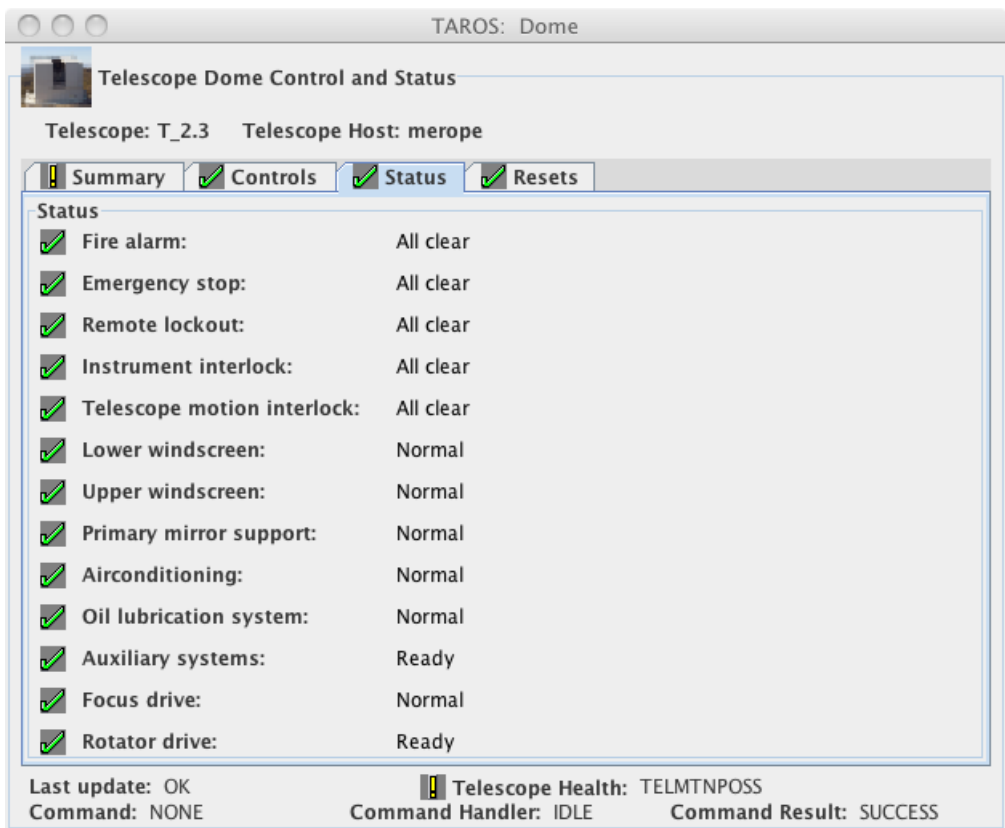 TAROS: Dome
Telescope Dome Control and Status
Telescope: T_2.3 Telescope Host: merope
Summary Controls Status Resets
Status
Fire alarm: All clear
Emergency stop: All clear
Remote lockout: All clear
Instrument interlock: All clear
Telescope motion interlock: All clear
Lower windscreen: Normal
Upper windscreen: Normal
Primary mirror support: Normal
Airconditioning: Normal
Oil lubrication system: Normal
Auxiliary systems: Ready
Focus drive: Normal
Rotator drive: Ready
Last update: OK Telescope Health: TELMTNPOSS
Command: NONE Command Handler: IDLE Command Result: SUCCESS